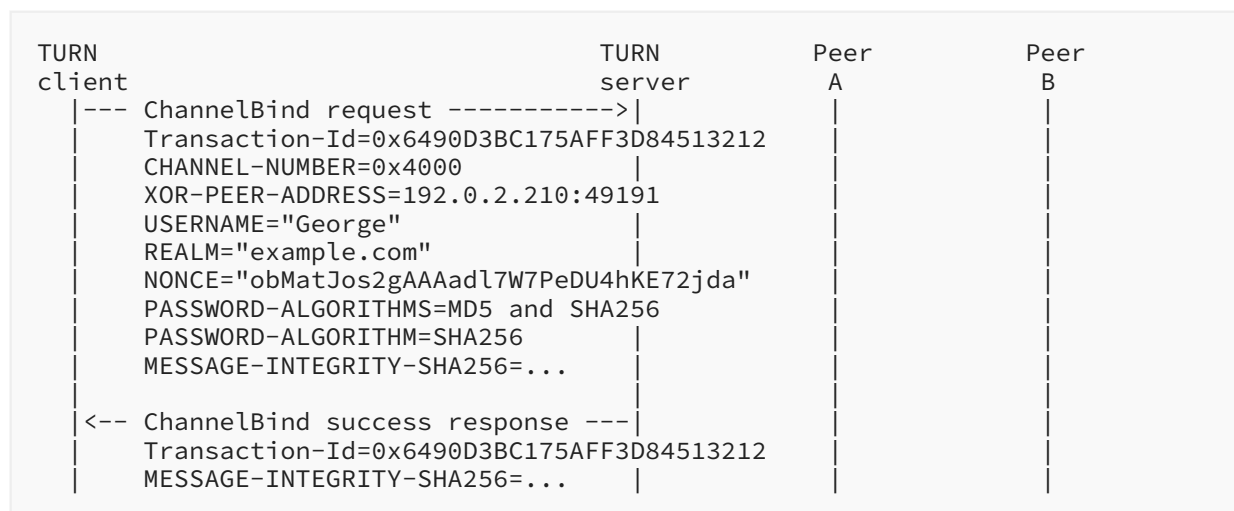 TURN                                 TURN          Peer          Peer
client                               server         A             B
  |--- ChannelBind request ----------->|            |             |
  |    Transaction-Id=0x6490D3BC175AFF3D84513212    |             |
  |    CHANNEL-NUMBER=0x4000           |            |             |
  |    XOR-PEER-ADDRESS=192.0.2.210:49191           |             |
  |    USERNAME="George"               |            |             |
  |    REALM="example.com"             |            |             |
  |    NONCE="obMatJos2gAAAadl7W7PeDU4hKE72jda"     |             |
  |    PASSWORD-ALGORITHMS=MD5 and SHA256           |             |
  |    PASSWORD-ALGORITHM=SHA256       |            |             |
  |    MESSAGE-INTEGRITY-SHA256=...    |            |             |
  |                                    |            |             |
  |<-- ChannelBind success response ---|            |             |
  |    Transaction-Id=0x6490D3BC175AFF3D84513212    |             |
  |    MESSAGE-INTEGRITY-SHA256=...    |            |             |